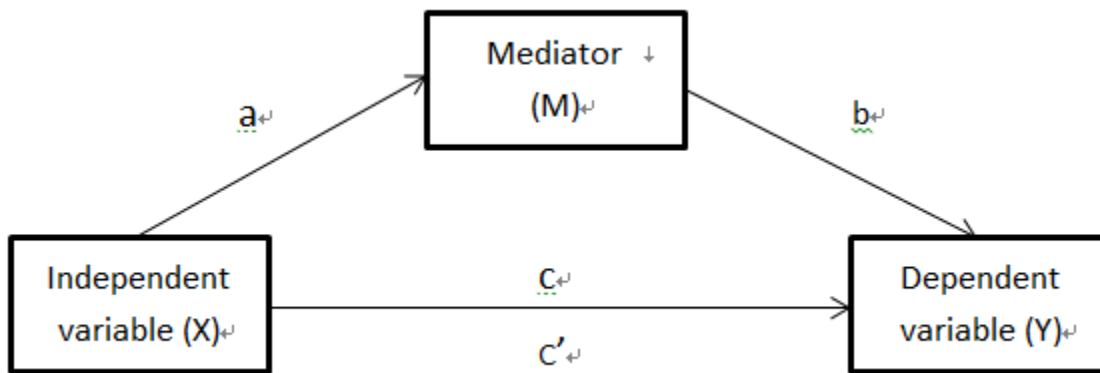 Mediator ↓
(M)↵
a↵
b↵
Independent
variable (X)↵
c↵
c’↵
Dependent
variable (Y)↵